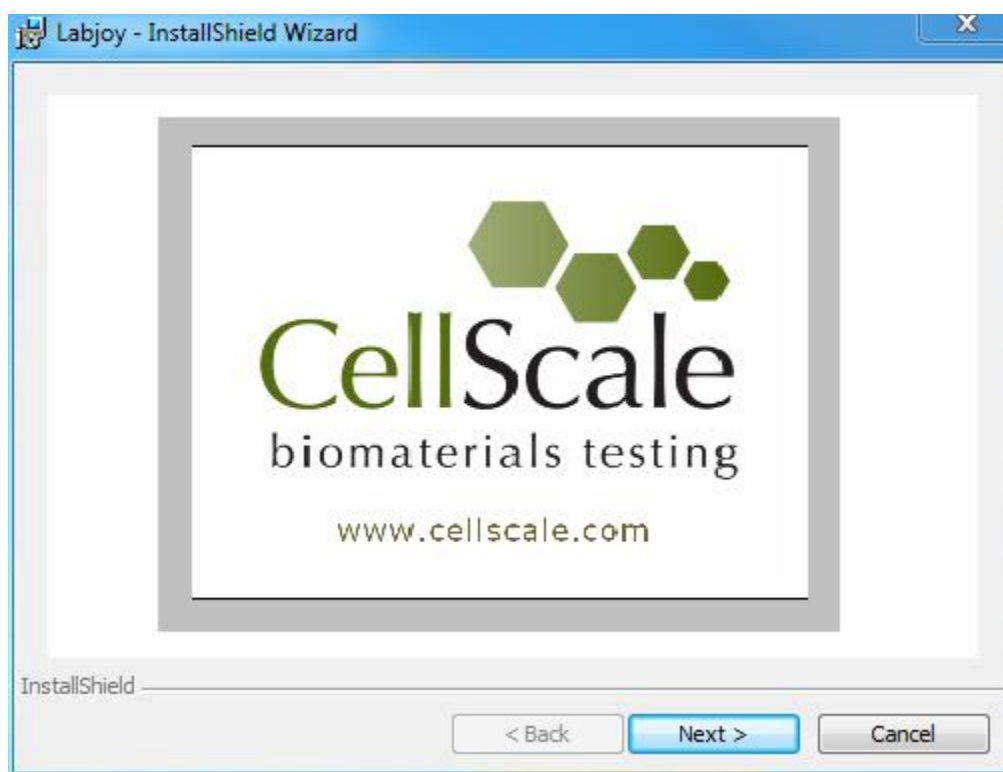 Labjoy - InstallShield Wizard
CellScale
biomaterials testing
www.cellscale.com
InstallShield
< Back
Next >
Cancel